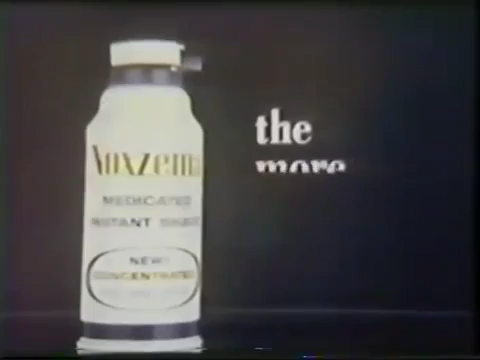 Noxzema
MEDICATED
INSTANT SHAVE
NEW!
CONCENTRATED
the
more